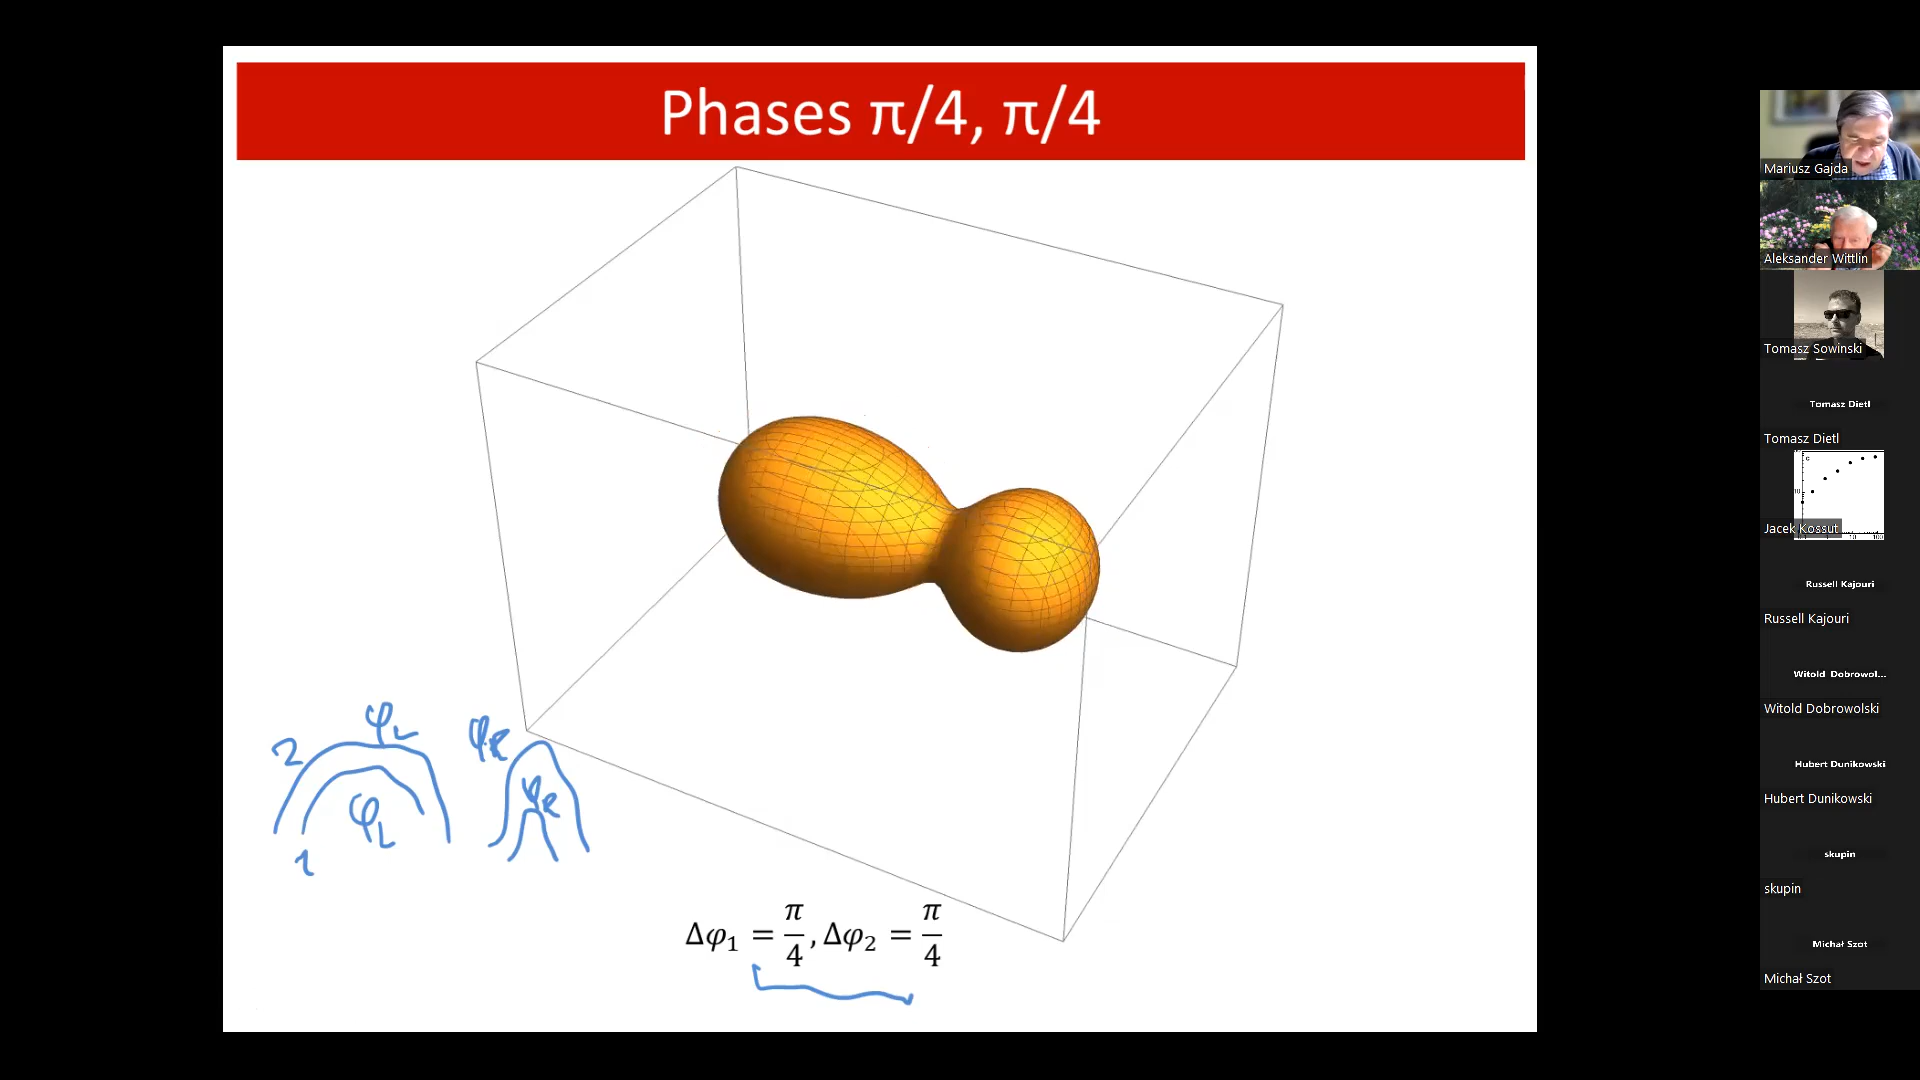 Phases π/4, π/4
2 φL φR
φL φR
1
Δφ₁ = π/4, Δφ₂ = π/4
Mariusz Gajda
Aleksander Wittlin
Tomasz Sowinski
Tomasz Dietl
Tomasz Dietl
Jacek Kossut
Russell Kajouri
Russell Kajouri
Witold Dobrowol...
Witold Dobrowolski
Hubert Dunikowski
Hubert Dunikowski
skupin
skupin
Michał Szot
Michał Szot